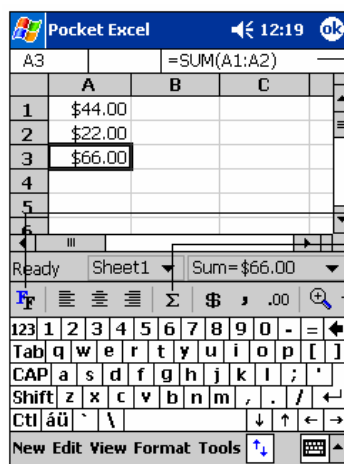 Pocket Excel 12:19 ok
A3 =SUM(A1:A2)
A B C
1 $44.00
2 $22.00
3 $66.00
4
5
6
Ready Sheet1 Sum=$66.00
FF Σ $ , .00
123 1 2 3 4 5 6 7 8 9 0 - =
Tab q w e r t y u i o p [ ]
CAP a s d f g h j k l ; '
Shift z x c v b n m , . /
Ctl áü ` \
New Edit View Format Tools